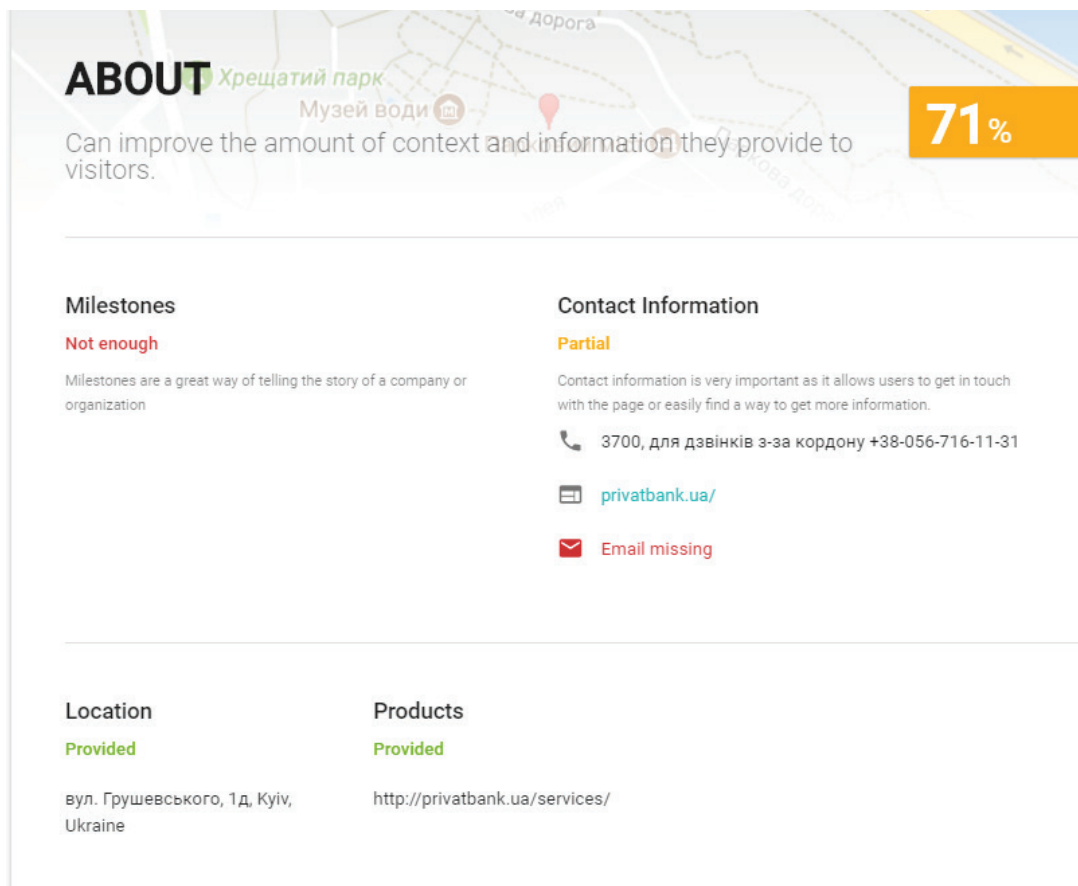 ва дорога
ABOUT
Хрещатий парк
Музей води
71%
Can improve the amount of context and information they provide to
visitors.
Паркова доро
Milestones
Contact Information
Not enough
Partial
Milestones are a great way of telling the story of a company or
organization
Contact information is very important as it allows users to get in touch
with the page or easily find a way to get more information.
3700, для дзвінків з-за кордону +38-056-716-11-31
privatbank.ua/
Email missing
Location
Products
Provided
Provided
вул. Грушевського, 1д, Kyiv,
Ukraine
http://privatbank.ua/services/